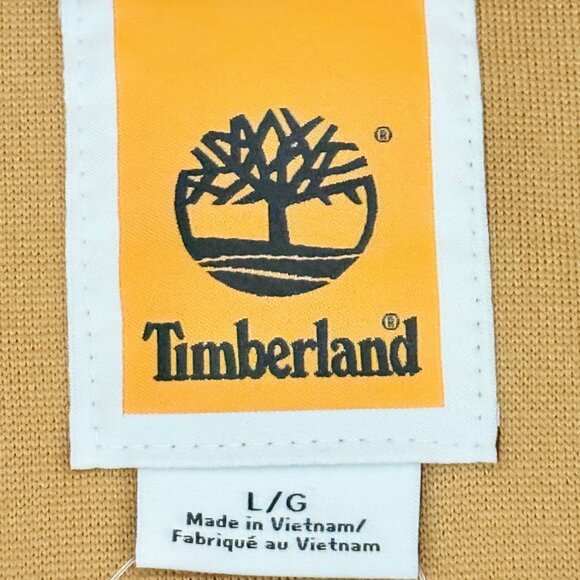 ®
Timberland®
L/G
Made in Vietnam/
Fabriqué au Vietnam